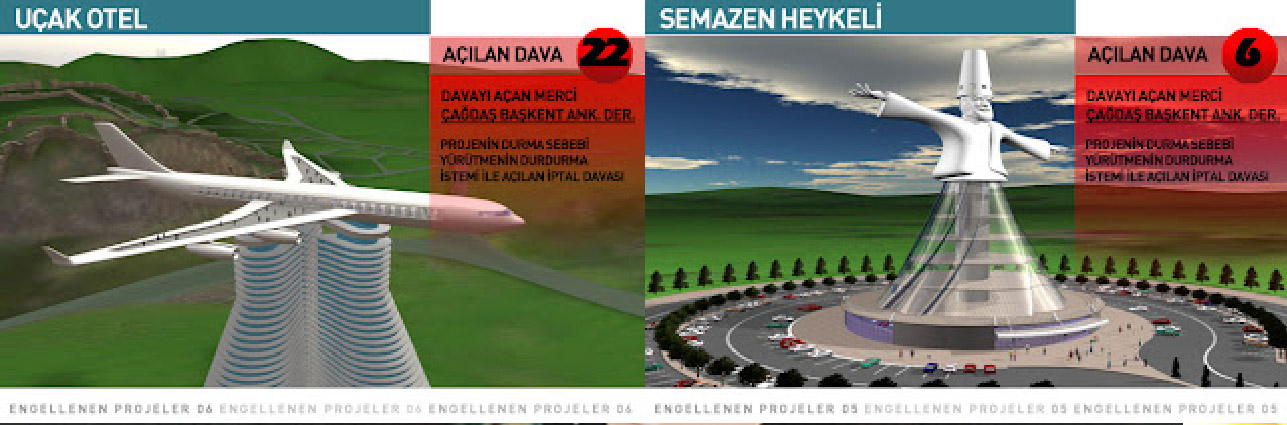 UÇAK OTEL
AÇILAN DAVA 22
DAVAYI AÇAN MERCİ
ÇAĞDAŞ BAŞKENT ANK. DER.
PROJENİN DURMA SEBEBİ
YÜRÜTMENİN DURDURMA
İSTEMİ İLE AÇILAN İPTAL DAVASI
ENGELLENEN PROJELER 06 ENGELLENEN PROJELER 06 ENGELLENEN PROJELER 06
SEMAZEN HEYKELİ
AÇILAN DAVA 6
DAVAYI AÇAN MERCİ
ÇAĞDAŞ BAŞKENT ANK. DER.
PROJENİN DURMA SEBEBİ
YÜRÜTMENİN DURDURMA
İSTEMİ İLE AÇILAN İPTAL DAVASI
ENGELLENEN PROJELER 05 ENGELLENEN PROJELER 05 ENGELLENEN PROJELER 05